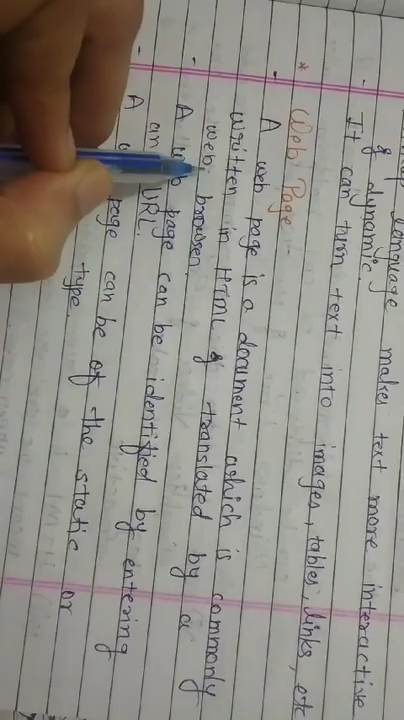 Language makes text more interactive
& dynamic.
- It can turn text into images, tables, links, etc
* Web Page -
- A web page is a document which is commonly
written in HTML & translated by a
web browser.
- A web page can be identified by entering
an URL.
- A page can be of the static or
type.